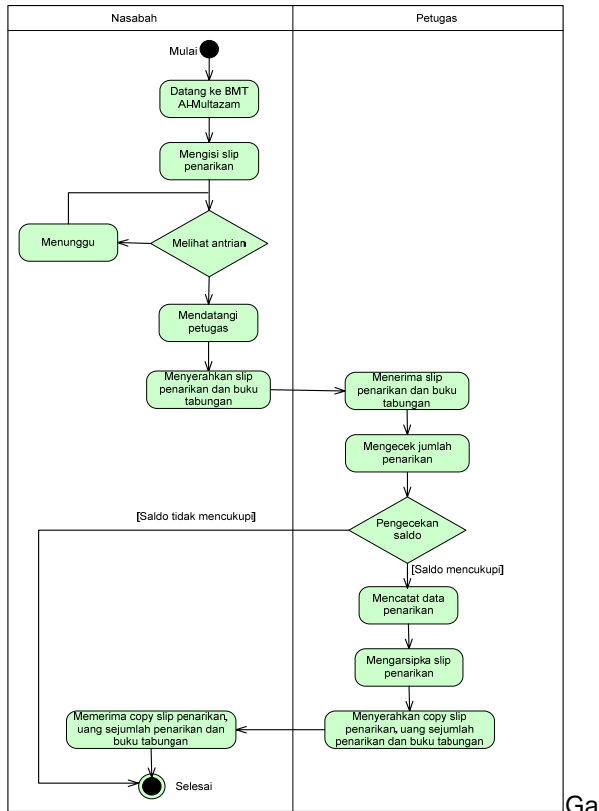 Nasabah
Petugas
Mulai
Datang ke BMT
Al-Multazam
Mengisi slip
penarikan
Menunggu
Melihat antrian
Mendatangi
petugas
Menyerahkan slip
penarikan dan buku
tabungan
Menerima slip
penarikan dan buku
tabungan
Mengecek jumlah
penarikan
[Saldo tidak mencukupi]
Pengecekan
saldo
[Saldo mencukupi]
Mencatat data
penarikan
Mengarsipka slip
penarikan
Menyerahkan copy slip
penarikan, uang sejumlah
penarikan dan buku tabungan
Memerima copy slip penarikan,
uang sejumlah penarikan dan
buku tabungan
Selesai
Ga